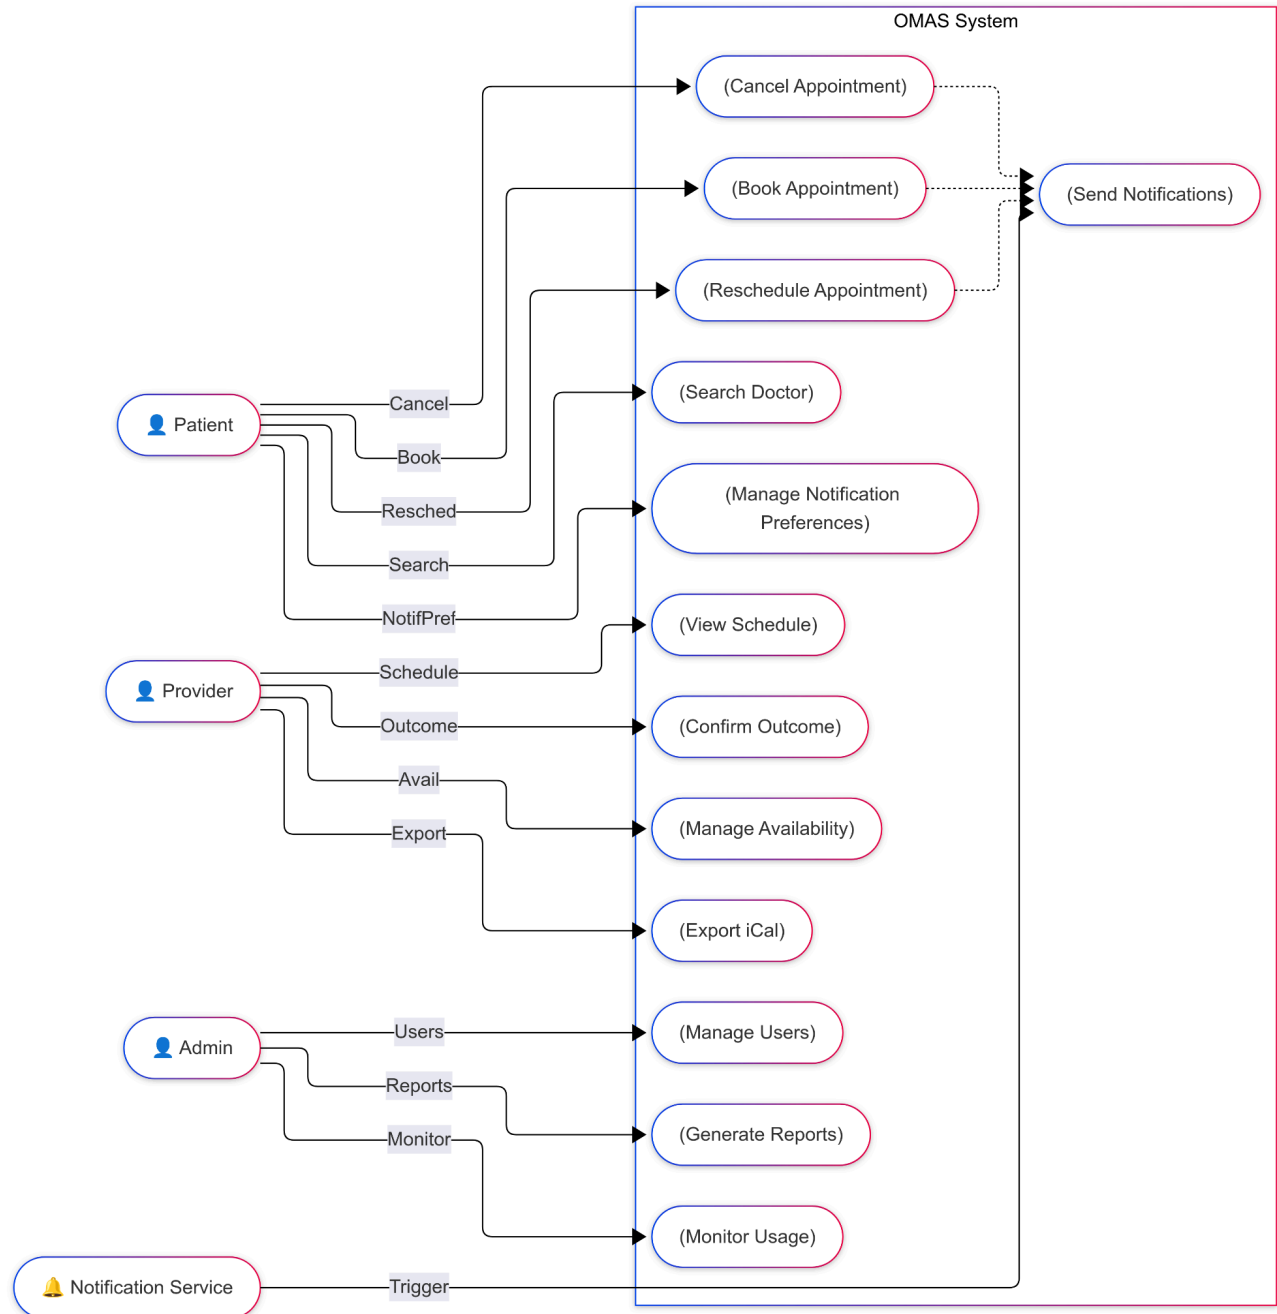 OMAS System
(Cancel Appointment)
(Book Appointment)
(Send Notifications)
(Reschedule Appointment)
(Search Doctor)
Cancel
Patient
Book
(Manage Notification
Preferences)
Resched
Search
NotifPref
(View Schedule)
Schedule
Provider
Outcome
(Confirm Outcome)
Avail
(Manage Availability)
Export
(Export iCal)
Users
(Manage Users)
Admin
Reports
(Generate Reports)
Monitor
(Monitor Usage)
Notification Service
Trigger